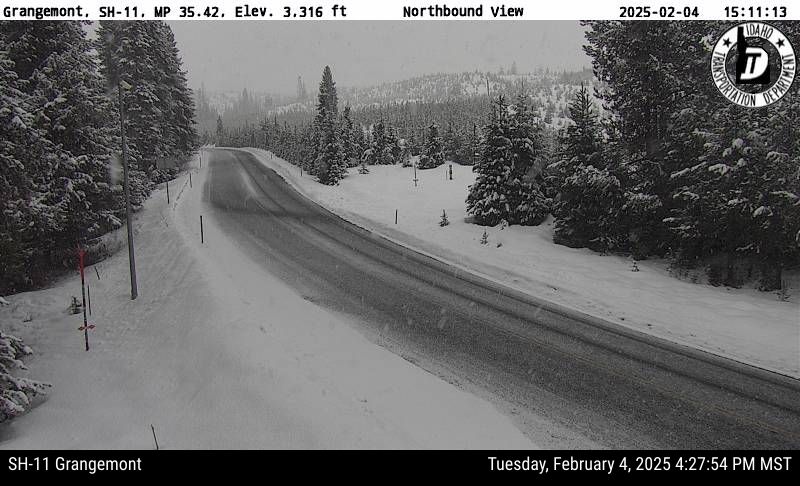 Grangemont, SH-11, MP 35.42, Elev. 3,316 ft Northbound View 2025-02-04 15:11:13
IDAHO
TRANSPORTATION DEPARTMENT
SH-11 Grangemont Tuesday, February 4, 2025 4:27:54 PM MST